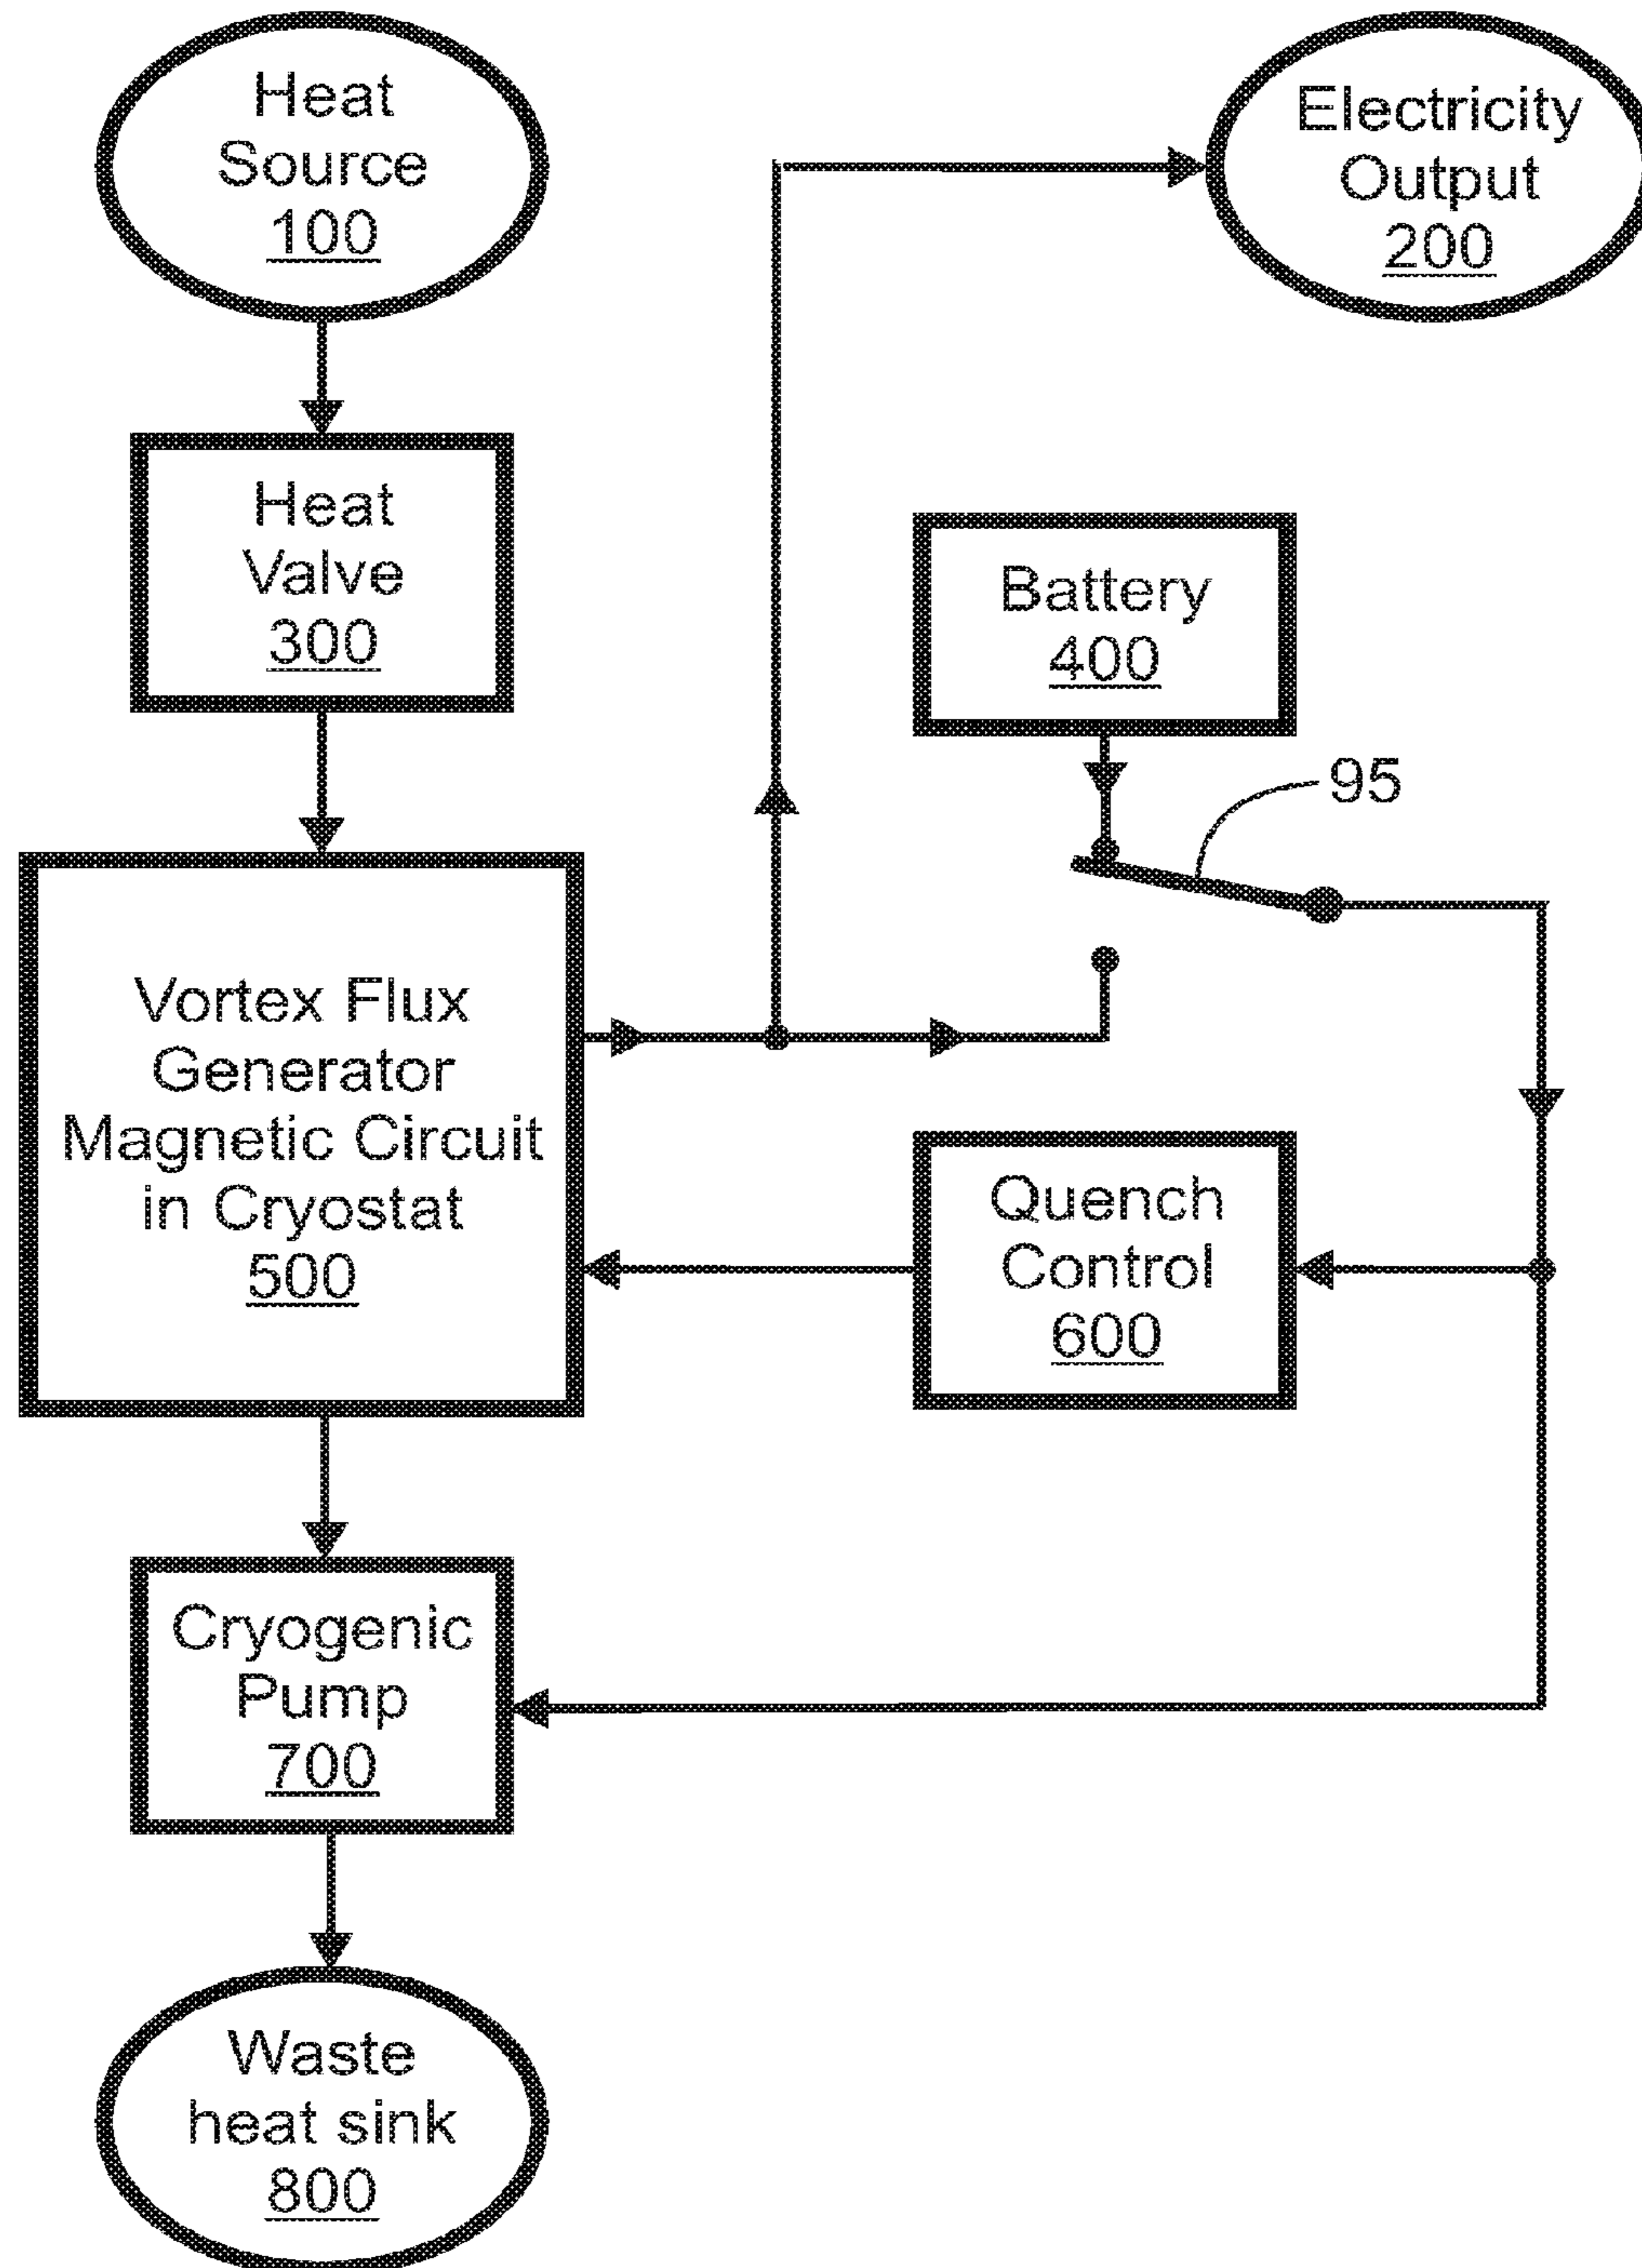 Heat
Source
100
Electricity
Output
200
Heat
Valve
300
Battery
400
95
Vortex Flux
Generator
Magnetic Circuit
in Cryostat
500
Quench
Control
600
Cryogenic
Pump
700
Waste
heat sink
800